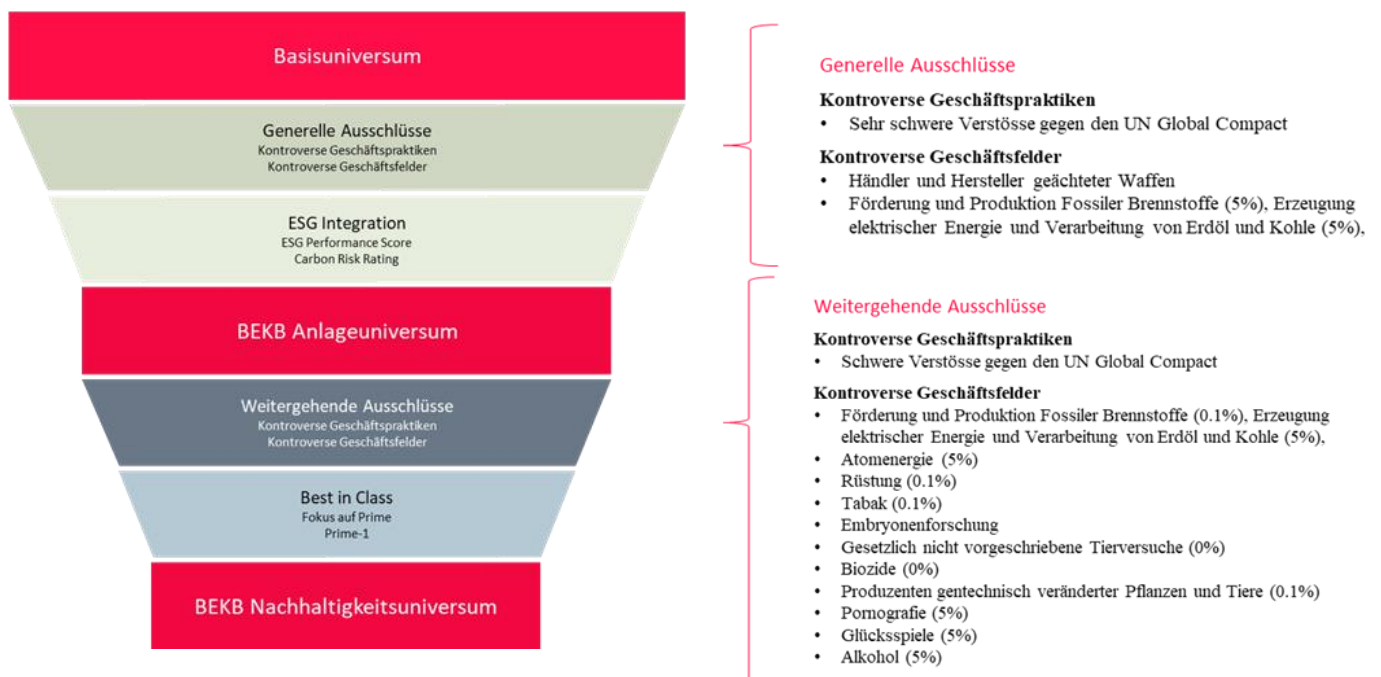 Basisuniversum
Generelle Ausschlüsse
Kontroverse Geschäftspraktiken
Kontroverse Geschäftsfelder
ESG Integration
ESG Performance Score
Carbon Risk Rating
BEKB Anlageuniversum
Weitergehende Ausschlüsse
Kontroverse Geschäftspraktiken
Kontroverse Geschäftsfelder
Best in Class
Fokus auf Prime
Prime-1
BEKB Nachhaltigkeitsuniversum
Generelle Ausschlüsse
Kontroverse Geschäftspraktiken
• Sehr schwere Verstösse gegen den UN Global Compact
Kontroverse Geschäftsfelder
• Händler und Hersteller geächteter Waffen
• Förderung und Produktion Fossiler Brennstoffe (5%), Erzeugung
elektrischer Energie und Verarbeitung von Erdöl und Kohle (5%),
Weitergehende Ausschlüsse
Kontroverse Geschäftspraktiken
• Schwere Verstösse gegen den UN Global Compact
Kontroverse Geschäftsfelder
• Förderung und Produktion Fossiler Brennstoffe (0.1%), Erzeugung
elektrischer Energie und Verarbeitung von Erdöl und Kohle (5%),
• Atomenergie (5%)
• Rüstung (0.1%)
• Tabak (0.1%)
• Embryonenforschung
• Gesetzlich nicht vorgeschriebene Tierversuche (0%)
• Biozide (0%)
• Produzenten gentechnisch veränderter Pflanzen und Tiere (0.1%)
• Pornografie (5%)
• Glücksspiele (5%)
• Alkohol (5%)